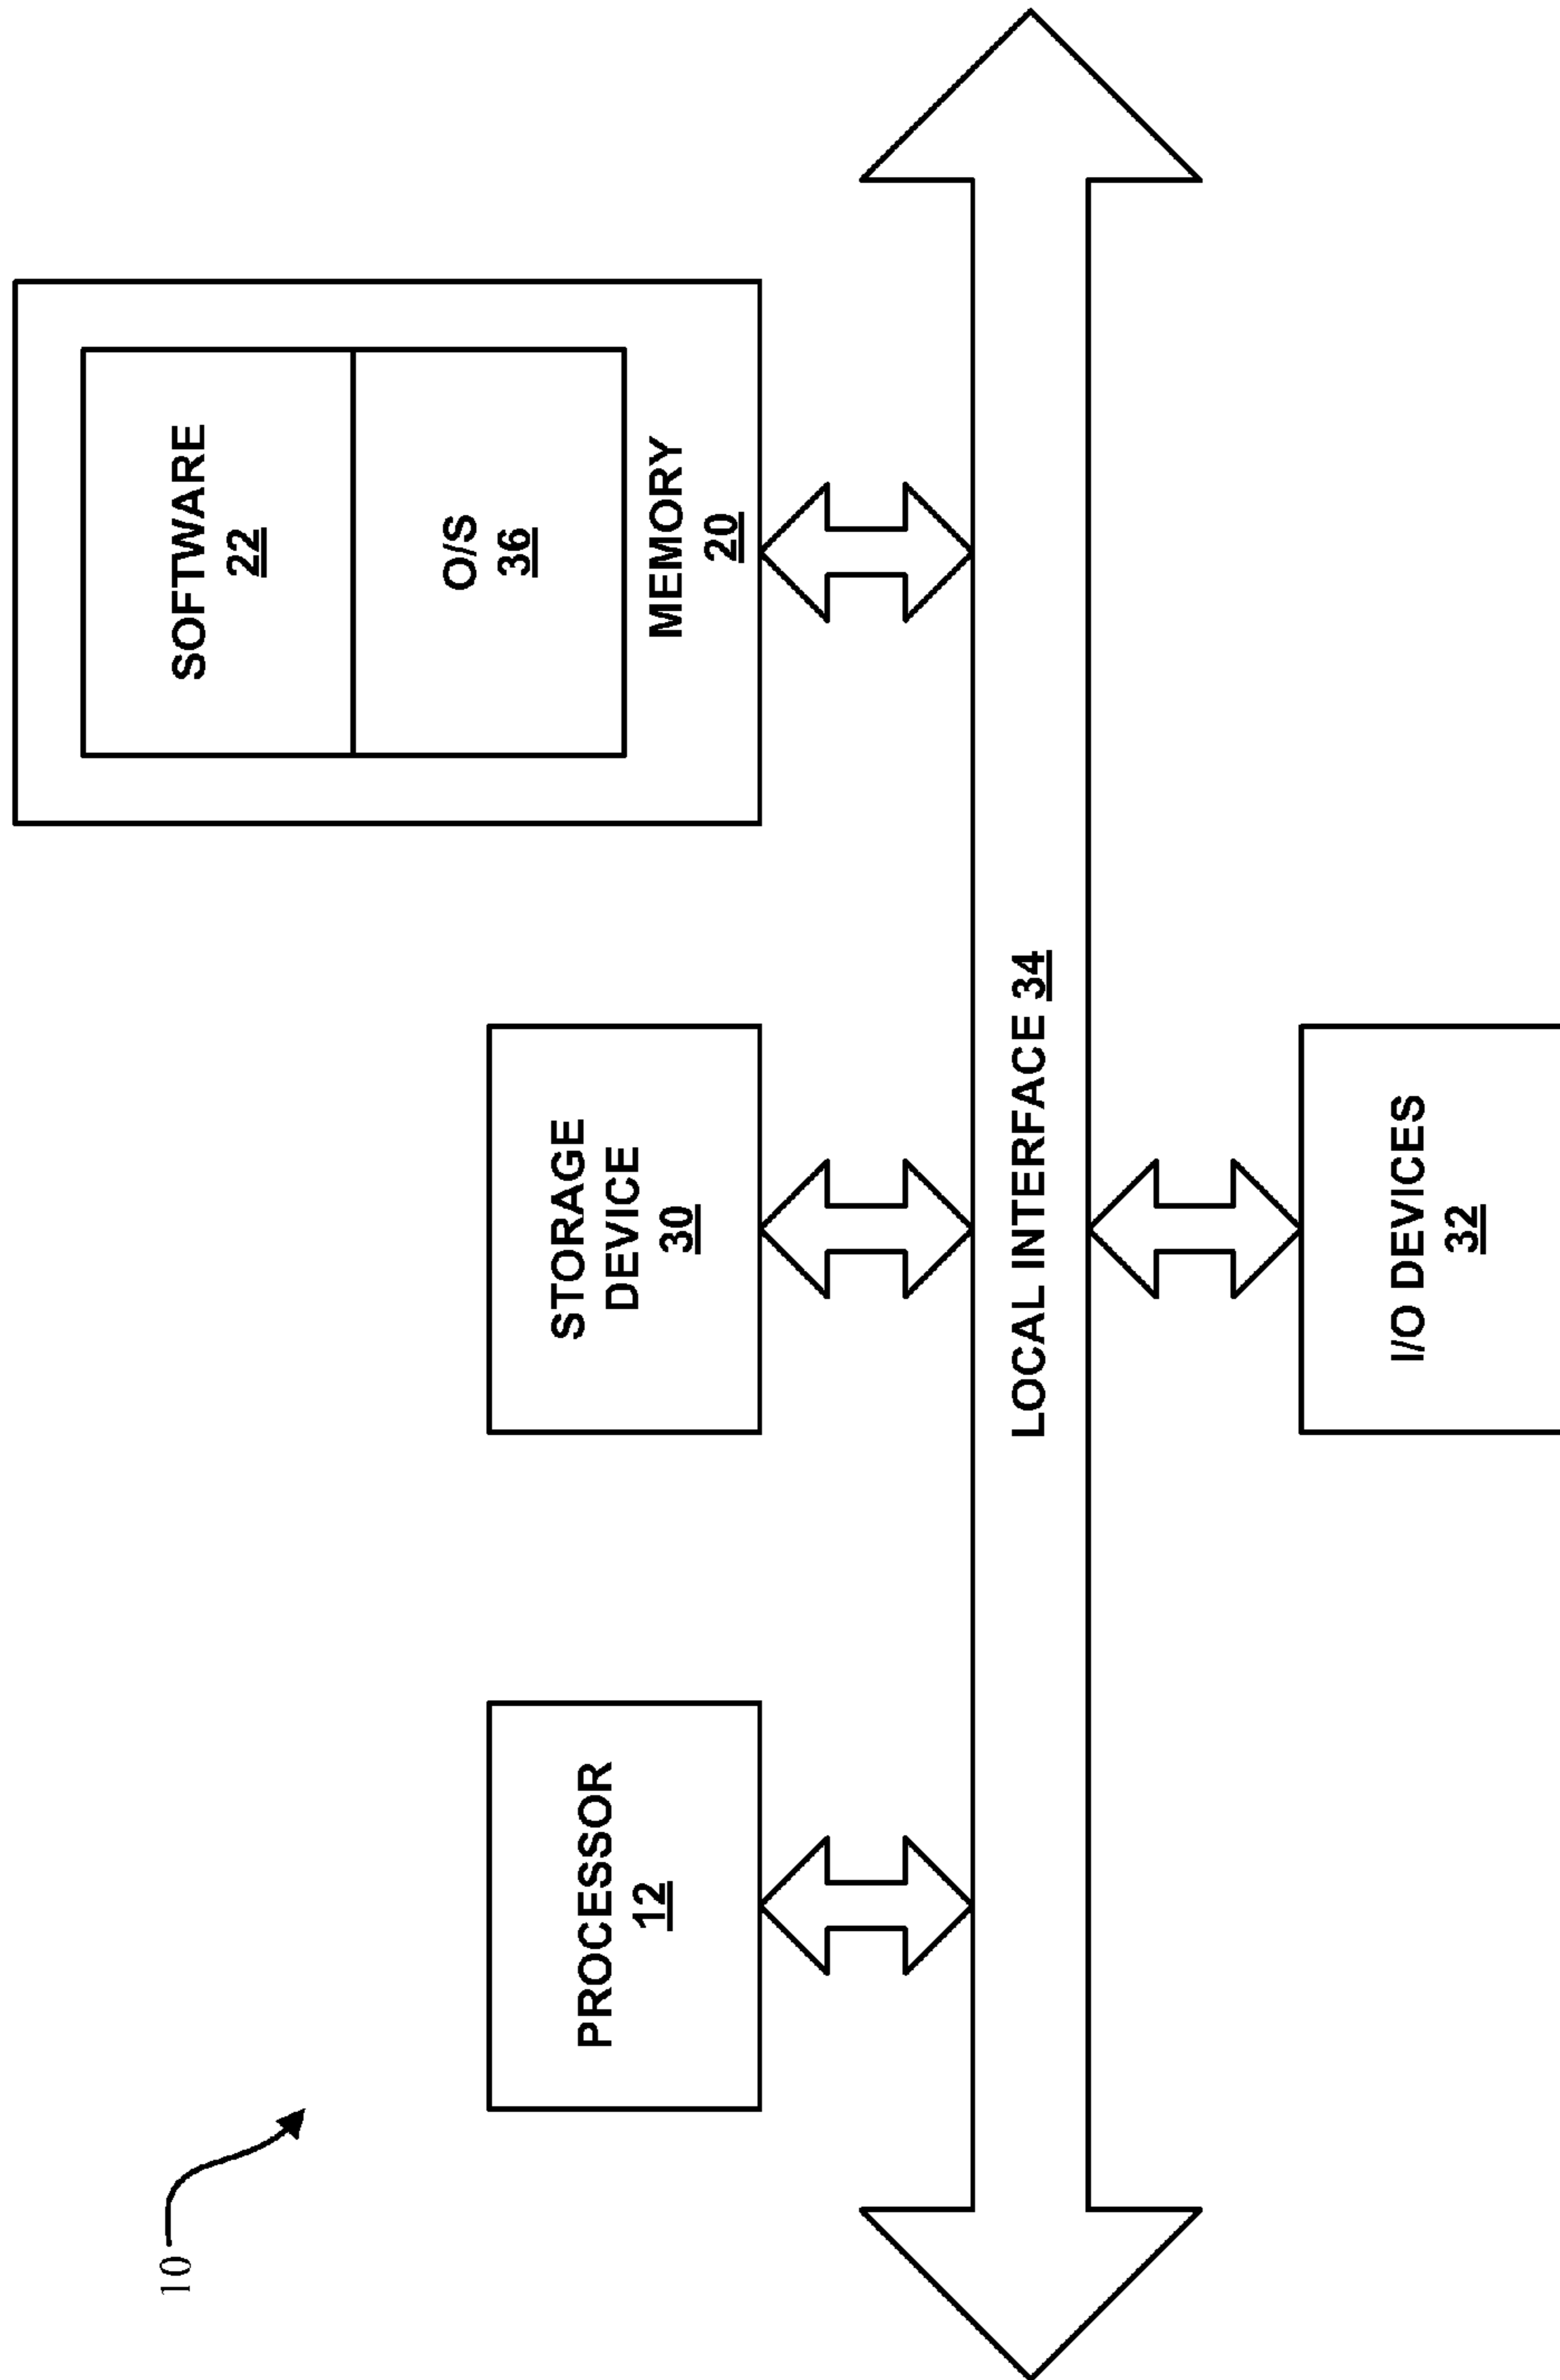 10
PROCESSOR
12
STORAGE
DEVICE
30
SOFTWARE
22
O/S
36
MEMORY
20
LOCAL INTERFACE 34
I/O DEVICES
32